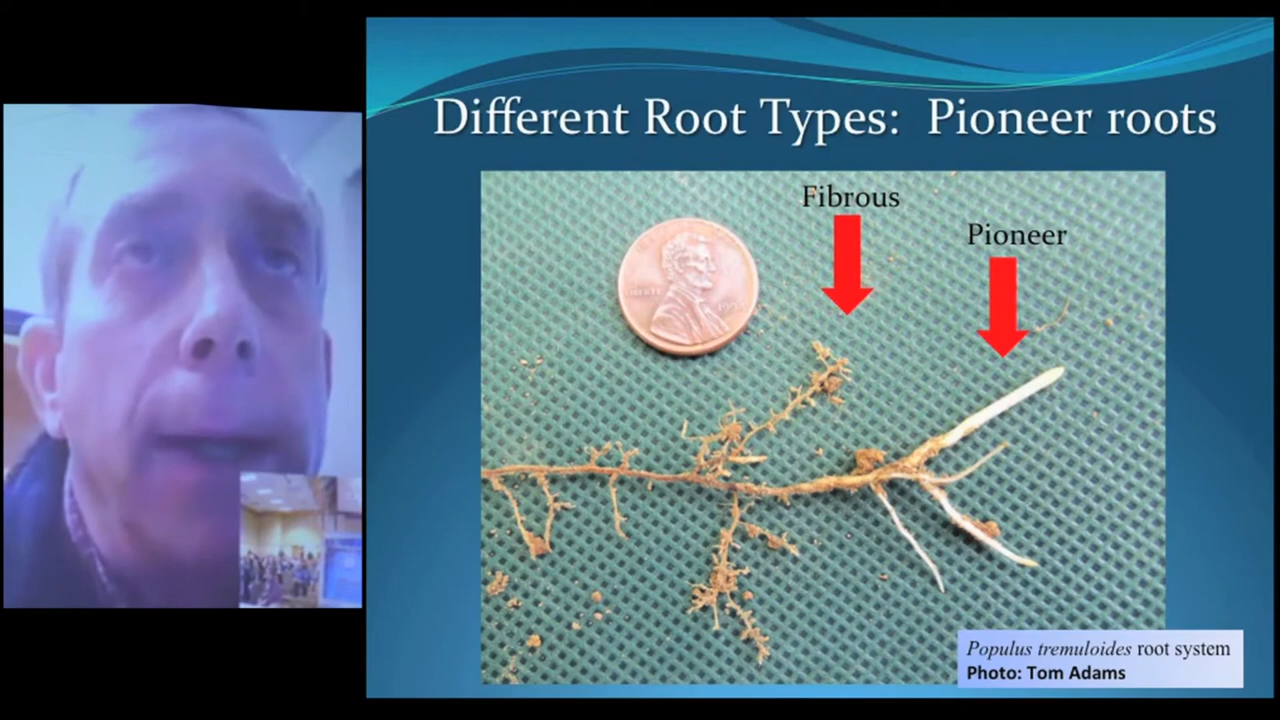 Different Root Types: Pioneer roots
Fibrous
Pioneer
Populus tremuloides root system
Photo: Tom Adams